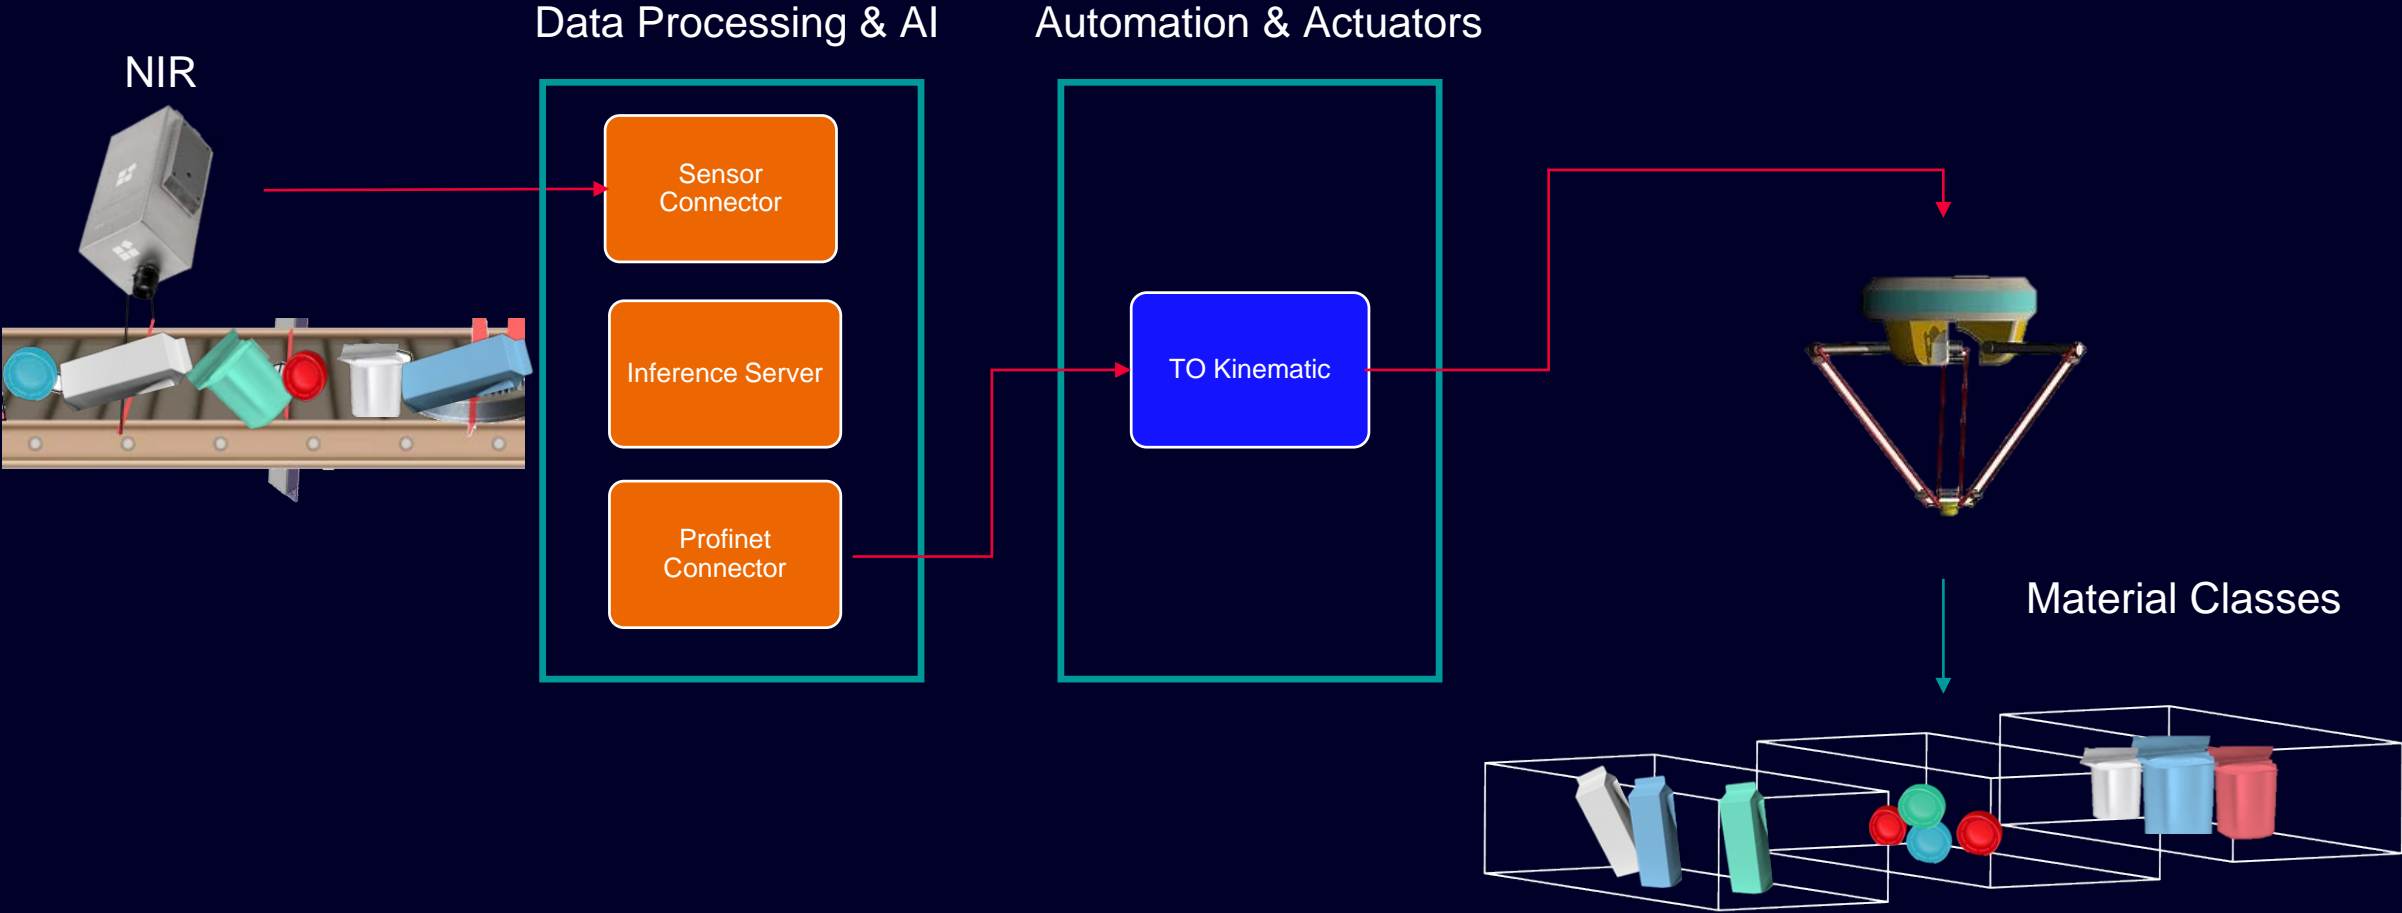 Data Processing & AI
Automation & Actuators
NIR
Sensor
Connector
Inference Server
TO Kinematic
Profinet
Connector
Material Classes